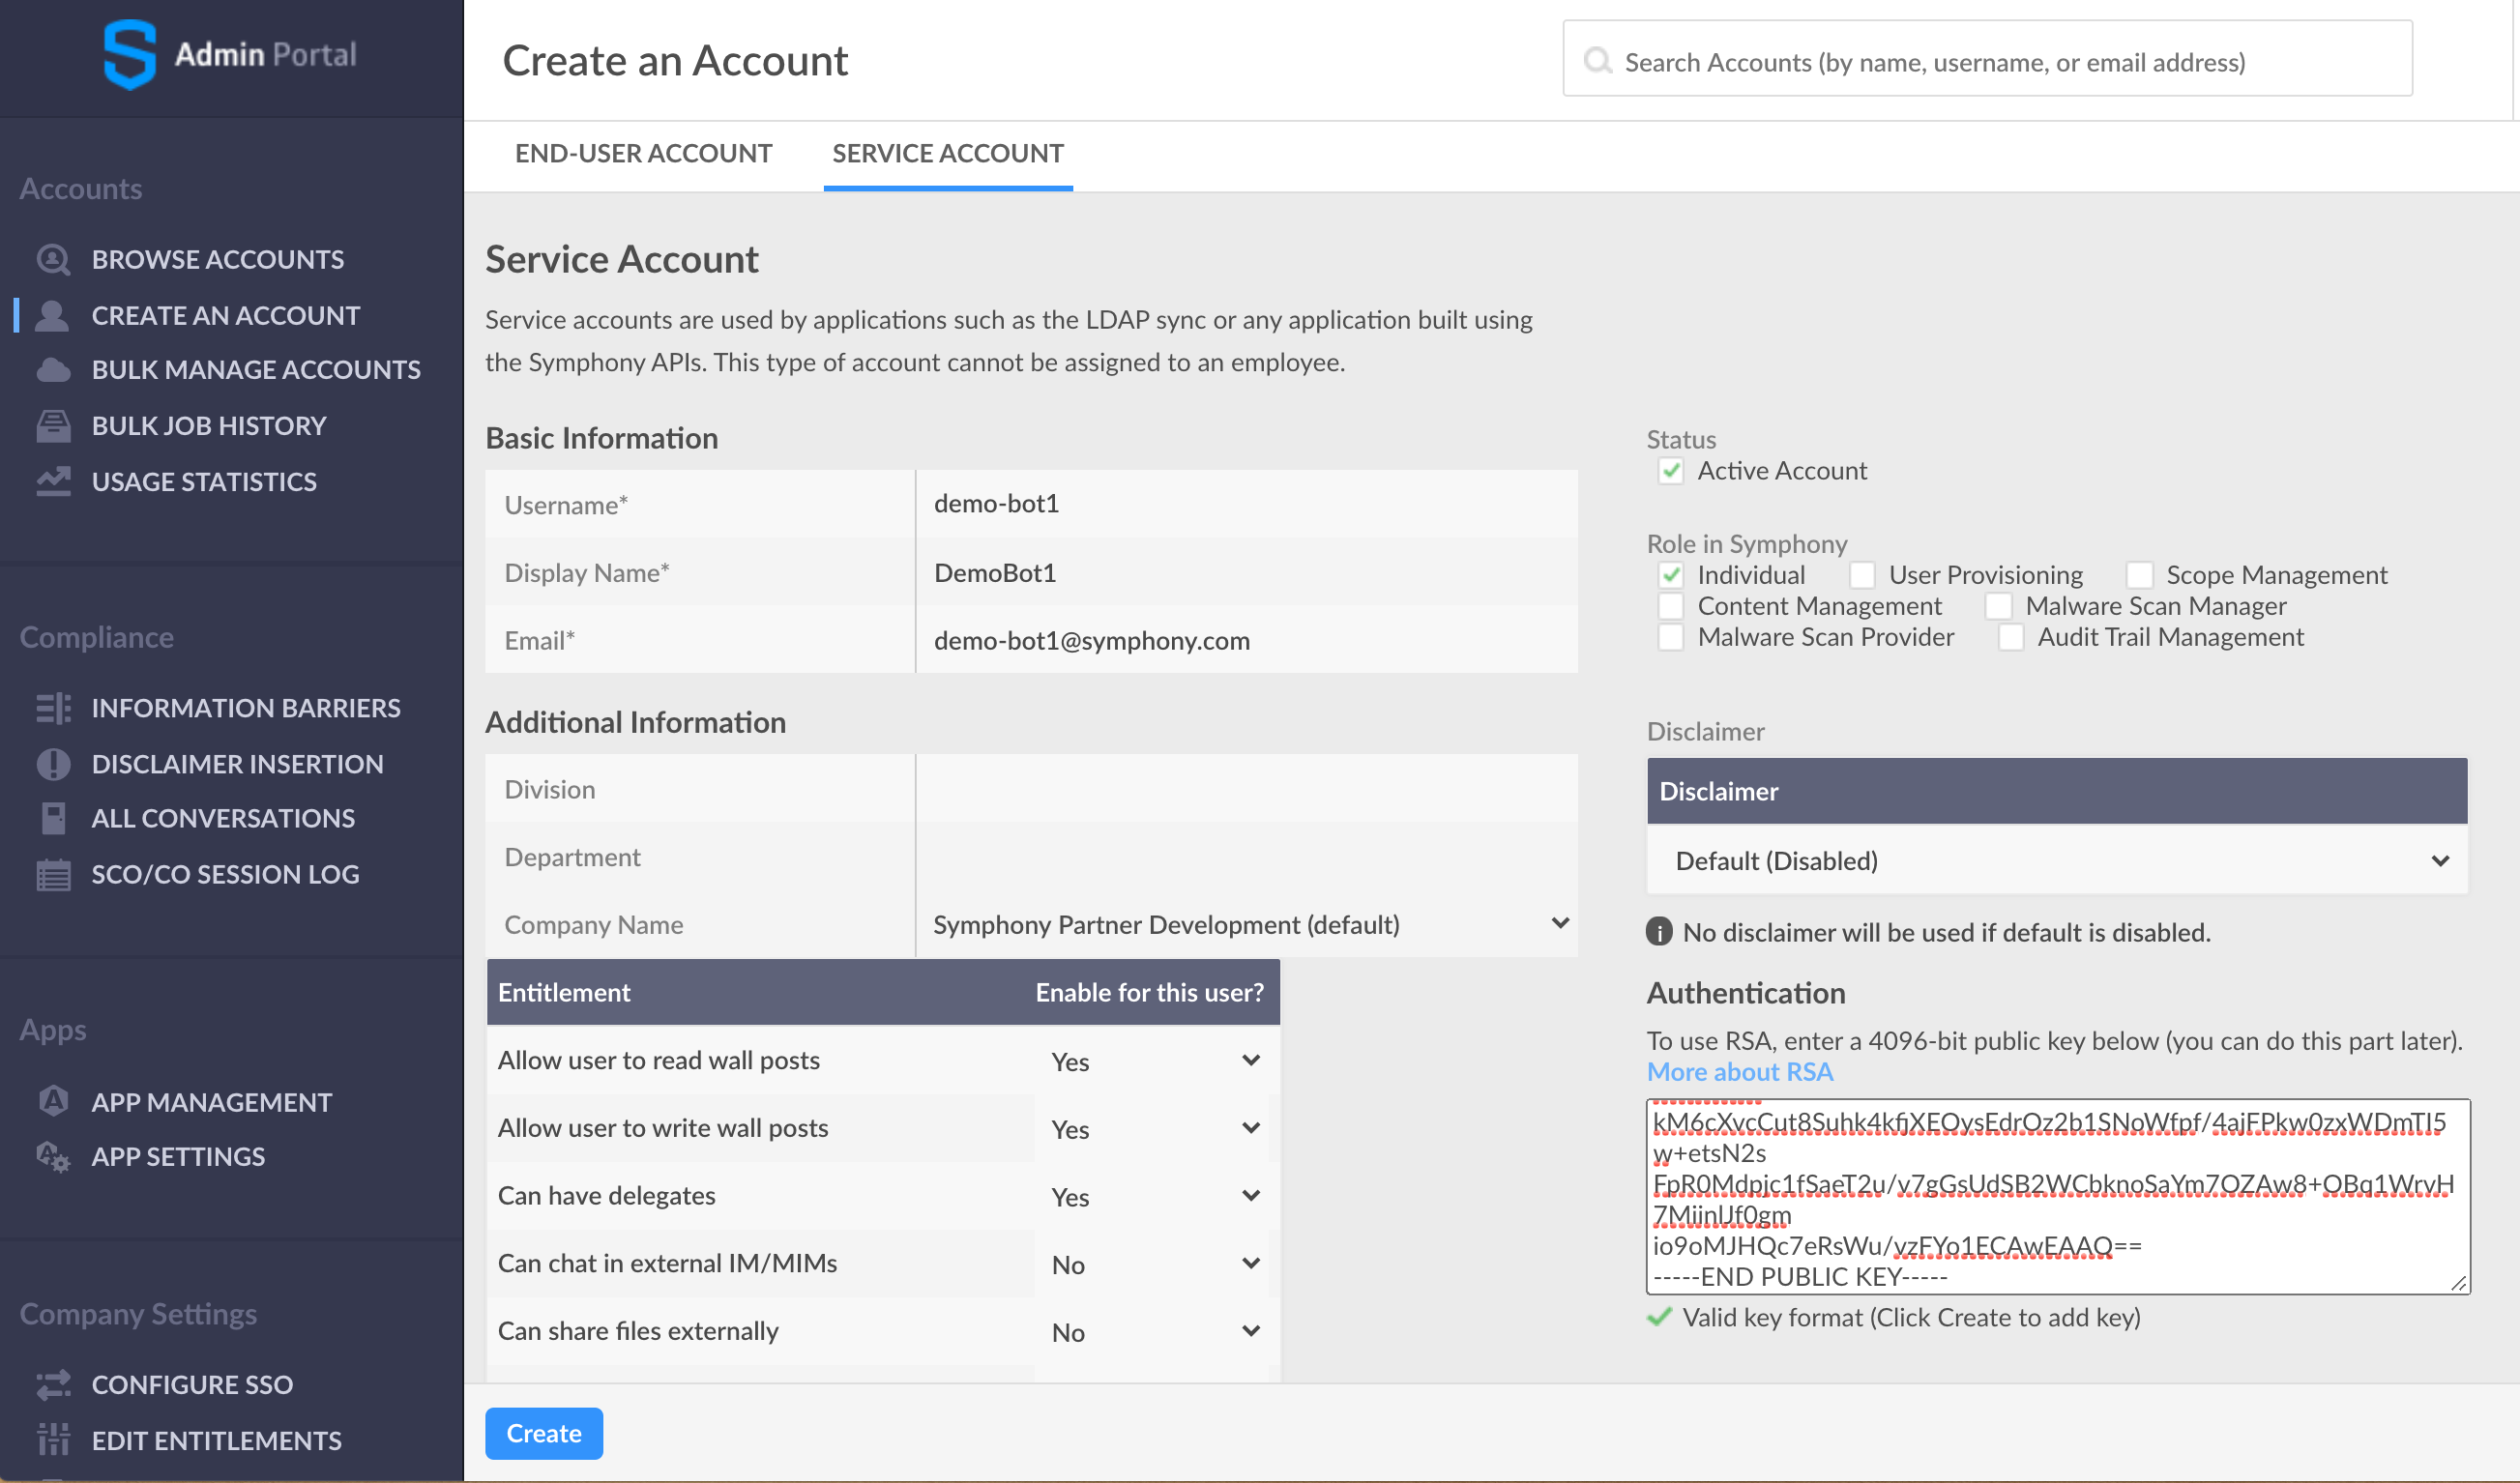 Admin Portal
Accounts
BROWSE ACCOUNTS
CREATE AN ACCOUNT
BULK MANAGE ACCOUNTS
BULK JOB HISTORY
USAGE STATISTICS
Compliance
INFORMATION BARRIERS
DISCLAIMER INSERTION
ALL CONVERSATIONS
SCO/CO SESSION LOG
Apps
APP MANAGEMENT
APP SETTINGS
Company Settings
CONFIGURE SSO
EDIT ENTITLEMENTS
Create an Account
Search Accounts (by name, username, or email address)
END-USER ACCOUNT
SERVICE ACCOUNT
Service Account
Service accounts are used by applications such as the LDAP sync or any application built using
the Symphony APIs. This type of account cannot be assigned to an employee.
Basic Information
Username* demo-bot1
Display Name* DemoBot1
Email* demo-bot1@symphony.com
Additional Information
Division
Department
Company Name Symphony Partner Development (default)
Entitlement Enable for this user?
Allow user to read wall posts Yes
Allow user to write wall posts Yes
Can have delegates Yes
Can chat in external IM/MIMs No
Can share files externally No
Create
Status
Active Account
Role in Symphony
Individual User Provisioning Scope Management
Content Management Malware Scan Manager
Malware Scan Provider Audit Trail Management
Disclaimer
Disclaimer
Default (Disabled)
No disclaimer will be used if default is disabled.
Authentication
To use RSA, enter a 4096-bit public key below (you can do this part later).
More about RSA
kM6cXvcCut8Suhk4kfjXEOysEdrOz2b1SNoWfpf/4ajFPkw0zxWDmTI5
w+etsN2s
FpR0Mdpjc1fSaeT2u/v7gGsUdSB2WCbknoSaYm7OZAw8+OBq1WrvH
7MiinlJf0gm
io9oMJHQc7eRsWu/vzFYo1ECAwEAAQ==
-----END PUBLIC KEY-----
Valid key format (Click Create to add key)